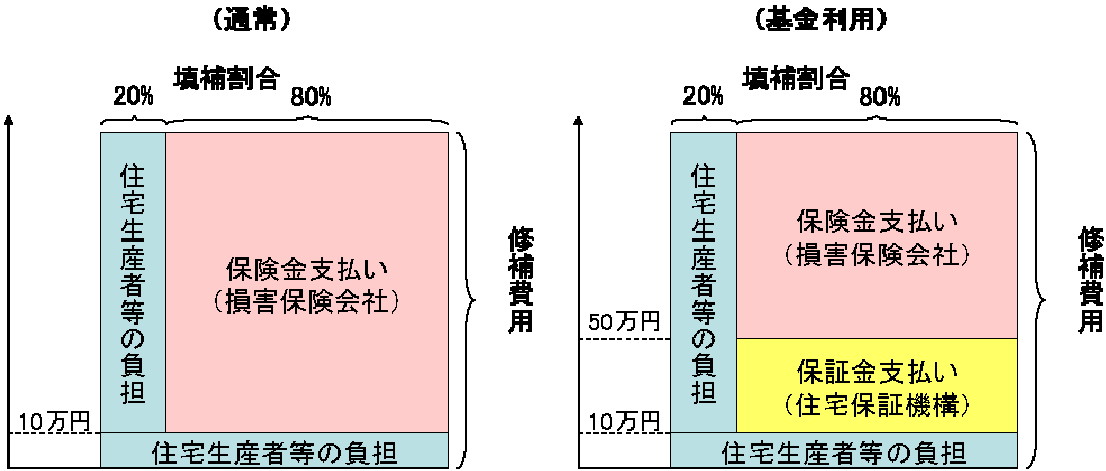 （通常）
填補割合
20%
80%
住宅生産者等の負担
保険金支払い
（損害保険会社）
修補費用
10万円
住宅生産者等の負担
（基金利用）
填補割合
20%
80%
住宅生産者等の負担
保険金支払い
（損害保険会社）
修補費用
50万円
保証金支払い
（住宅保証機構）
10万円
住宅生産者等の負担